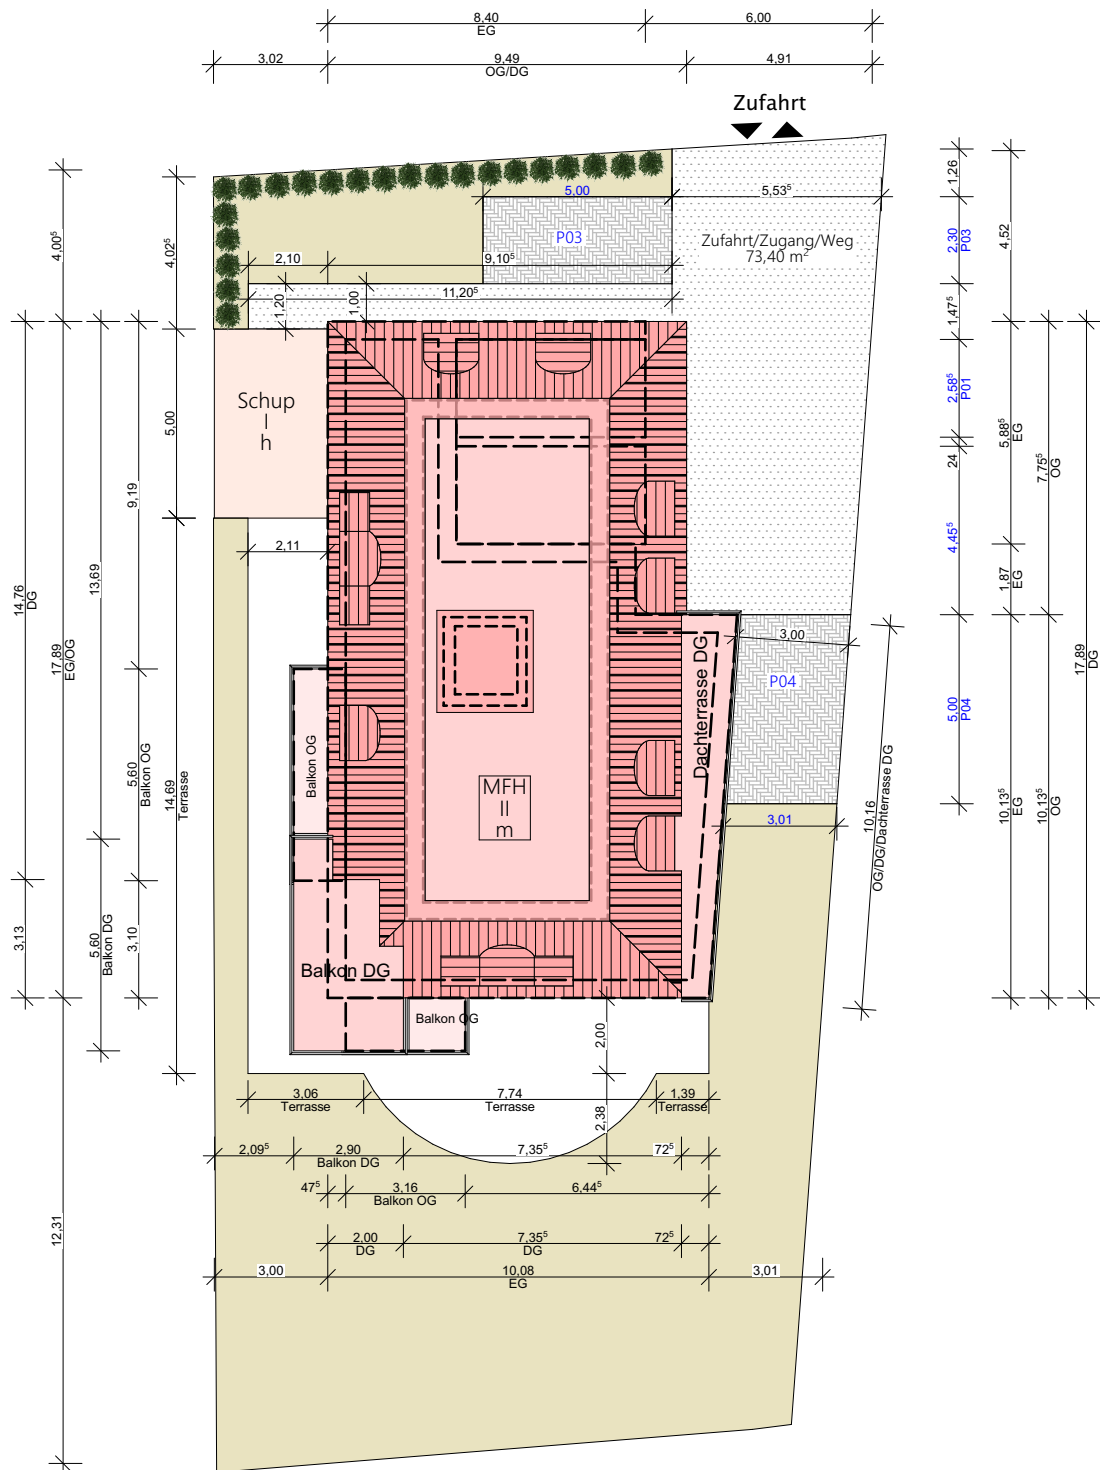 8,40
EG
6,00
3,02
9,49
OG/DG
4,91
Zufahrt
5,00
5,53⁵
P03
Zufahrt/Zugang/Weg
73,40 m²
2,10
9,10⁵
11,20⁵
1,20
1,00
4,00⁵
4,02⁵
1,26
2,30
P03
4,52
1,47⁵
2,58⁵
P01
5,88⁵
EG
7,75⁵
OG
24
4,45⁵
1,87
EG
Schup
I
h
5,00
9,19
2,11
13,69
14,76
DG
17,89
EG/OG
3,00
P04
5,00
P04
17,89
DG
Dachterrasse DG
Balkon OG
5,60
Balkon OG
14,69
Terrasse
MFH
II
m
10,16
OG/DG/Dachterrasse DG
10,13⁵
EG
10,13⁵
OG
3,01
3,13
5,60
Balkon DG
3,10
Balkon DG
Balkon OG
2,00
3,06
Terrasse
7,74
Terrasse
1,39
Terrasse
2,38
2,09⁵
2,90
Balkon DG
7,35⁵
72⁵
47⁵
3,16
Balkon OG
6,44⁵
2,00
DG
7,35⁵
DG
72⁵
12,31
3,00
10,08
EG
3,01